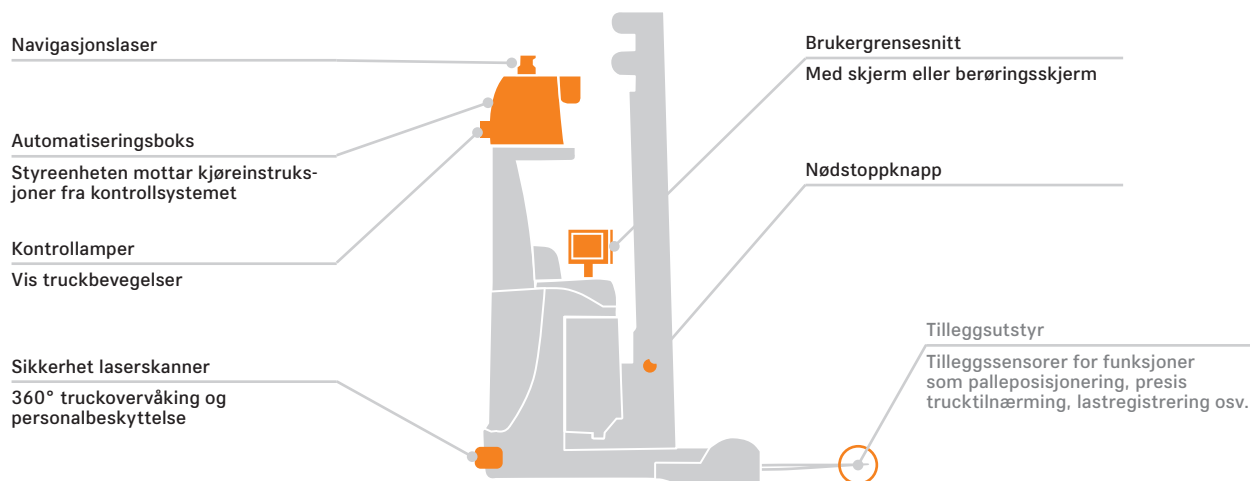 Navigasjonslaser
Automatiseringsboks
Styreenheten mottar kjøreinstruks-
joner fra kontrollsystemet
Kontrollamper
Vis truckbevegelser
Sikkerhet laserskanner
360° truckovervåking og
personalbeskyttelse
Brukergrensesnitt
Med skjerm eller berøringsskjerm
Nødstoppknapp
Tilleggsutstyr
Tilleggssensorer for funksjoner
som palleposisjonering, presis
trucktilnærming, lastregistrering osv.